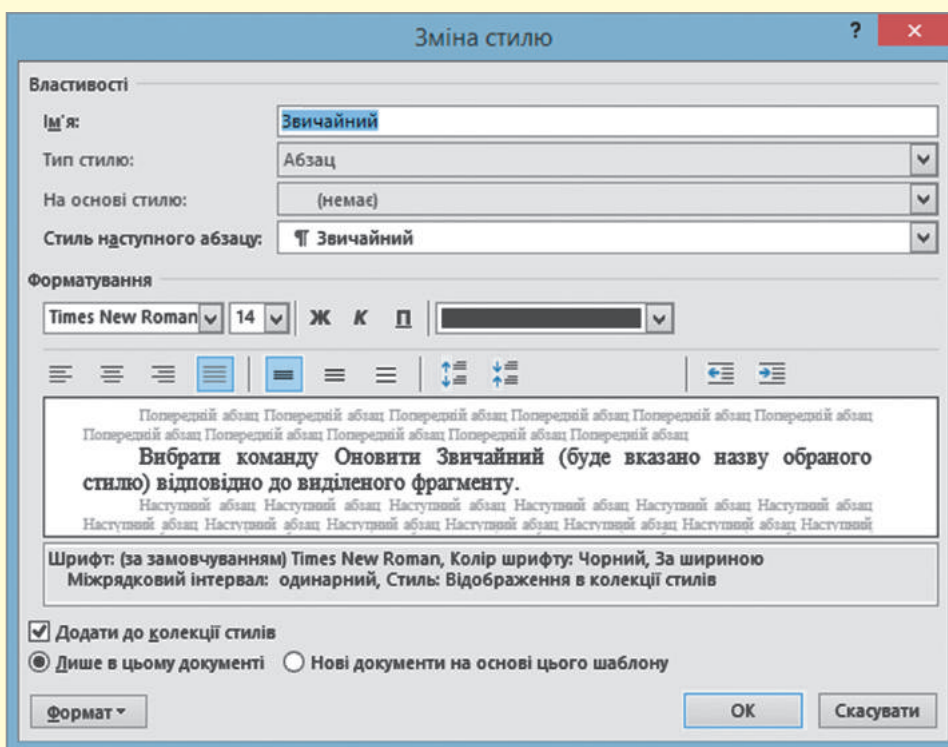 Зміна стилю
?
×
Властивості
Ім'я:
Звичайний
Тип стилю:
Абзац
На основі стилю:
(немає)
Стиль наступного абзацу:
¶ Звичайний
Форматування
Times New Roman 14 Ж К П
Попередній абзац Попередній абзац Попередній абзац Попередній абзац Попередній абзац Попередній абзац
Попередній абзац Попередній абзац Попередній абзац Попередній абзац Попередній абзац
Вибрати команду Оновити Звичайний (буде вказано назву обраного
стилю) відповідно до виділеного фрагменту.
Наступний абзац Наступний абзац Наступний абзац Наступний абзац Наступний абзац Наступний абзац
Наступний абзац Наступний абзац Наступний абзац Наступний абзац Наступний абзац Наступний абзац Наступний
Шрифт: (за замовчуванням) Times New Roman, Колір шрифту: Чорний, За шириною
Міжрядковий інтервал: одинарний, Стиль: Відображення в колекції стилів
Додати до колекції стилів
Лише в цьому документі Нові документи на основі цього шаблону
Формат
ОК
Скасувати